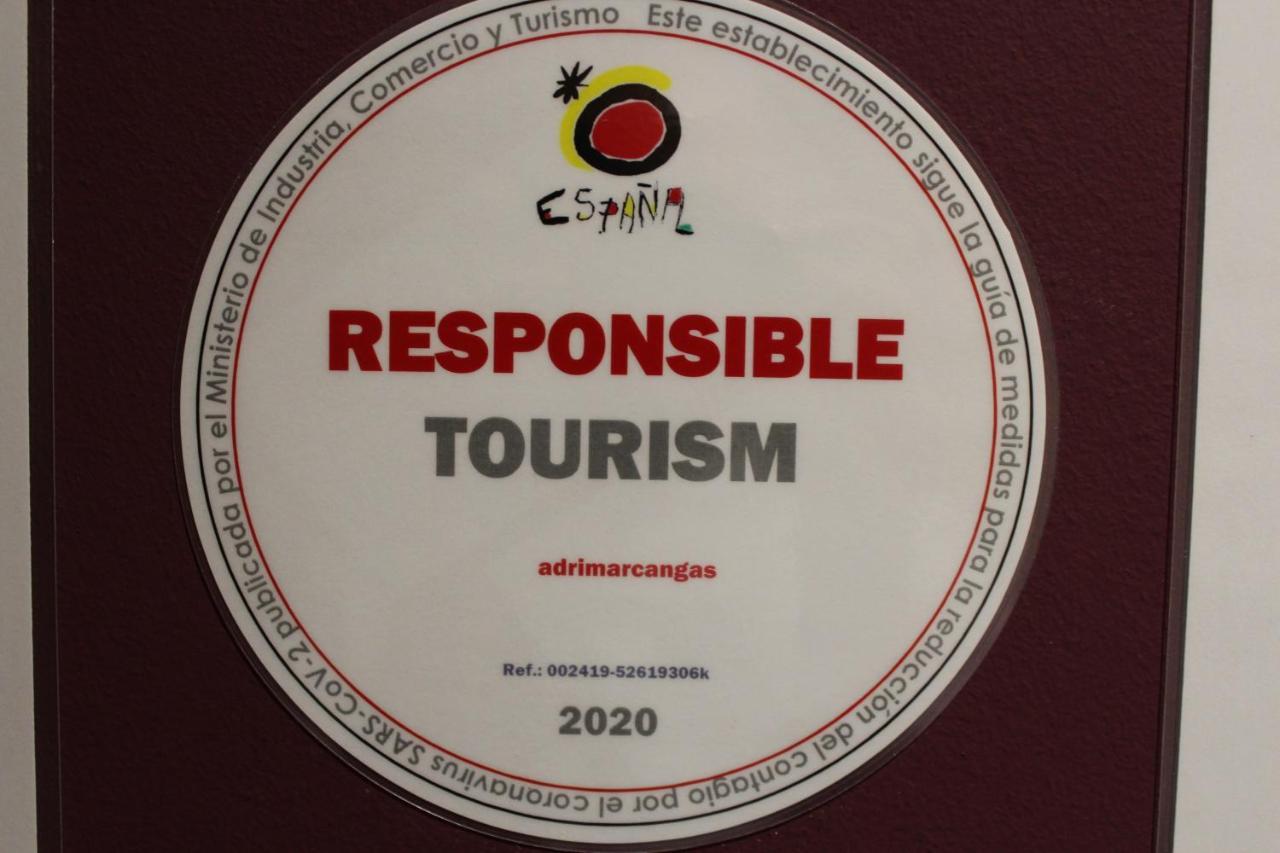 Este establecimiento sigue la guía de medidas para la reducción del contagio por el coronavirus SARS-CoV-2 publicada por el Ministerio de Industria, Comercio y Turismo
ESPAÑA
RESPONSIBLE
TOURISM
adrimarcangas
Ref.: 002419-52619306k
2020